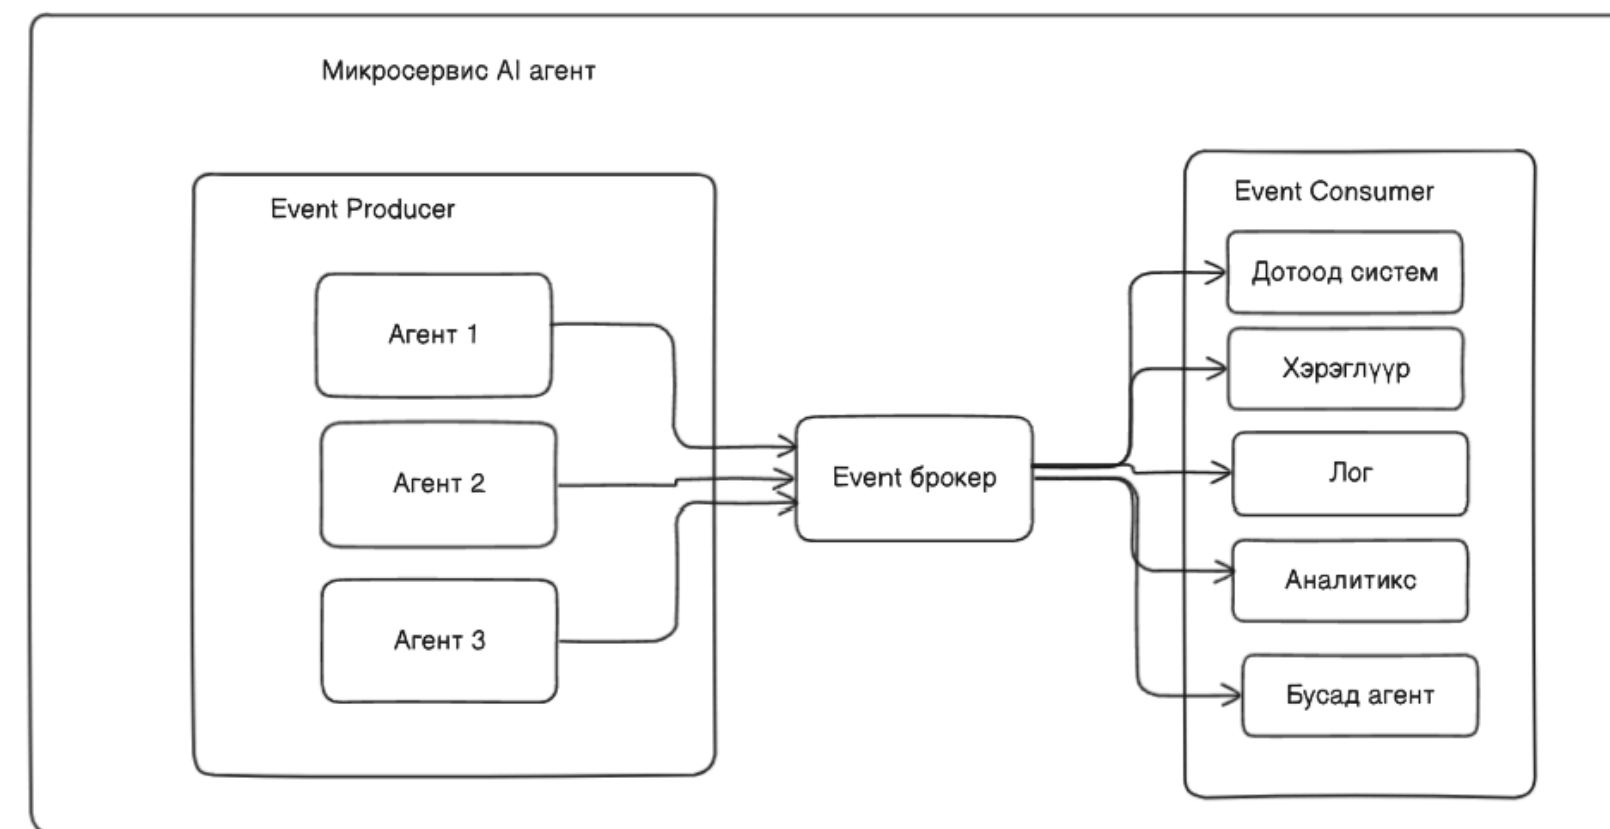 Микросервис AI агент
Event Producer
Агент 1
Агент 2
Агент 3
Event брокер
Event Consumer
Дотоод систем
Хэрэглүүр
Лог
Аналитикс
Бусад агент